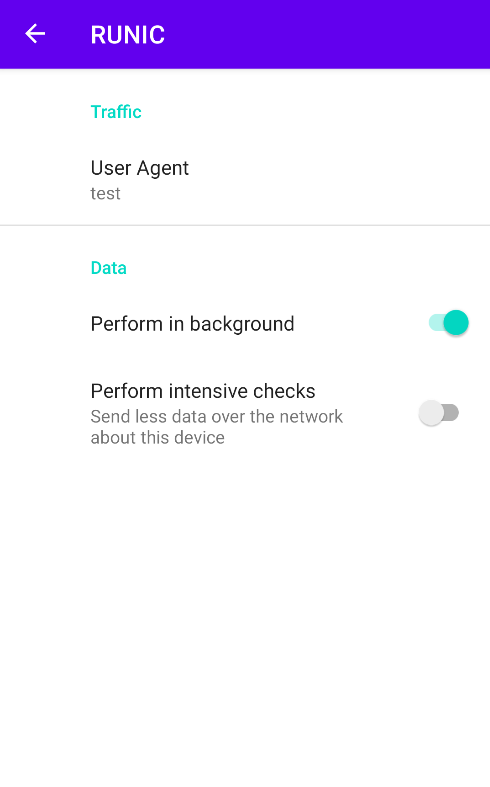 RUNIC
Traffic
User Agent
test
Data
Perform in background
Perform intensive checks
Send less data over the network
about this device